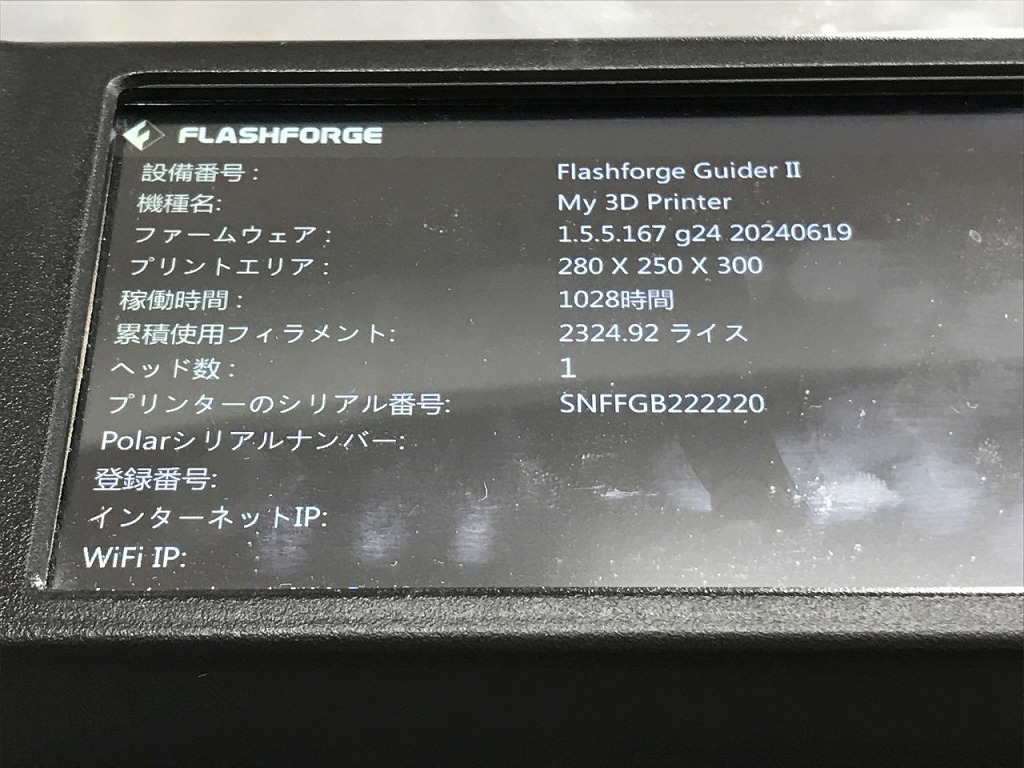 FLASHFORGE
設備番号: Flashforge Guider II
機種名: My 3D Printer
ファームウェア: 1.5.5.167 g24 20240619
プリントエリア: 280 X 250 X 300
稼働時間: 1028時間
累積使用フィラメント: 2324.92 ライス
ヘッド数: 1
プリンターのシリアル番号: SNFFGB222220
Polarシリアルナンバー:
登録番号:
インターネットIP:
WiFi IP: